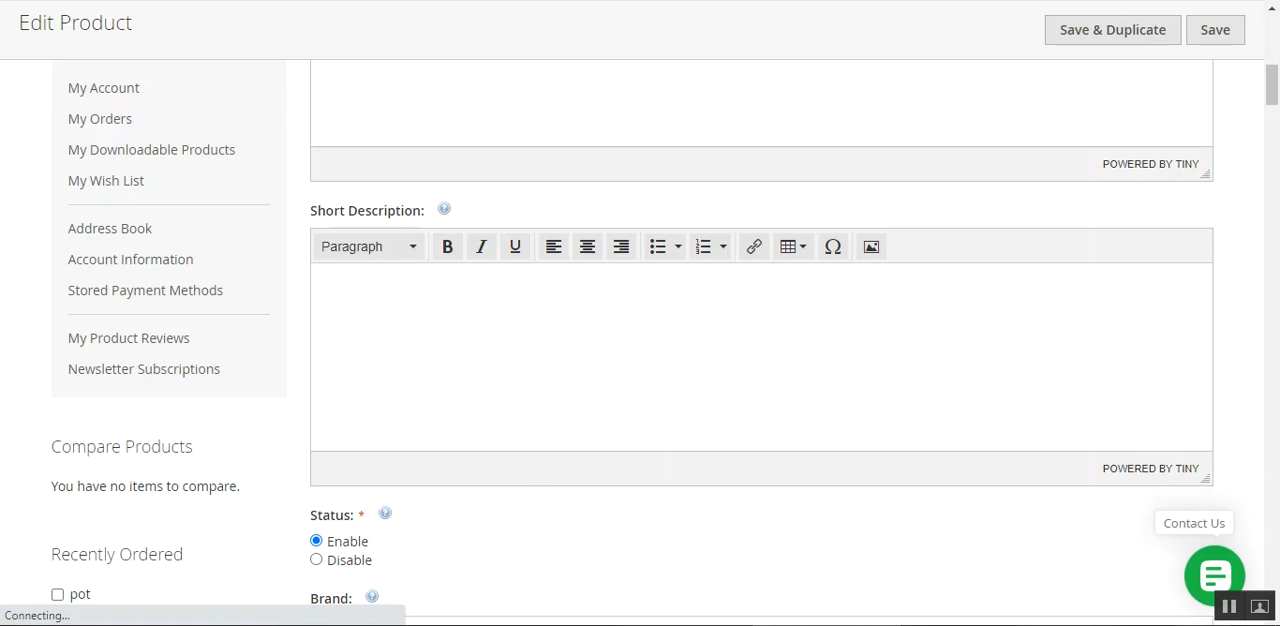 Edit Product
Save & Duplicate
Save
My Account
My Orders
My Downloadable Products
My Wish List
Address Book
Account Information
Stored Payment Methods
My Product Reviews
Newsletter Subscriptions
Compare Products
You have no items to compare.
Recently Ordered
pot
Connecting...
POWERED BY TINY
Short Description:
Paragraph
B I U
Ω
POWERED BY TINY
Status: *
Enable
Disable
Brand:
Contact Us